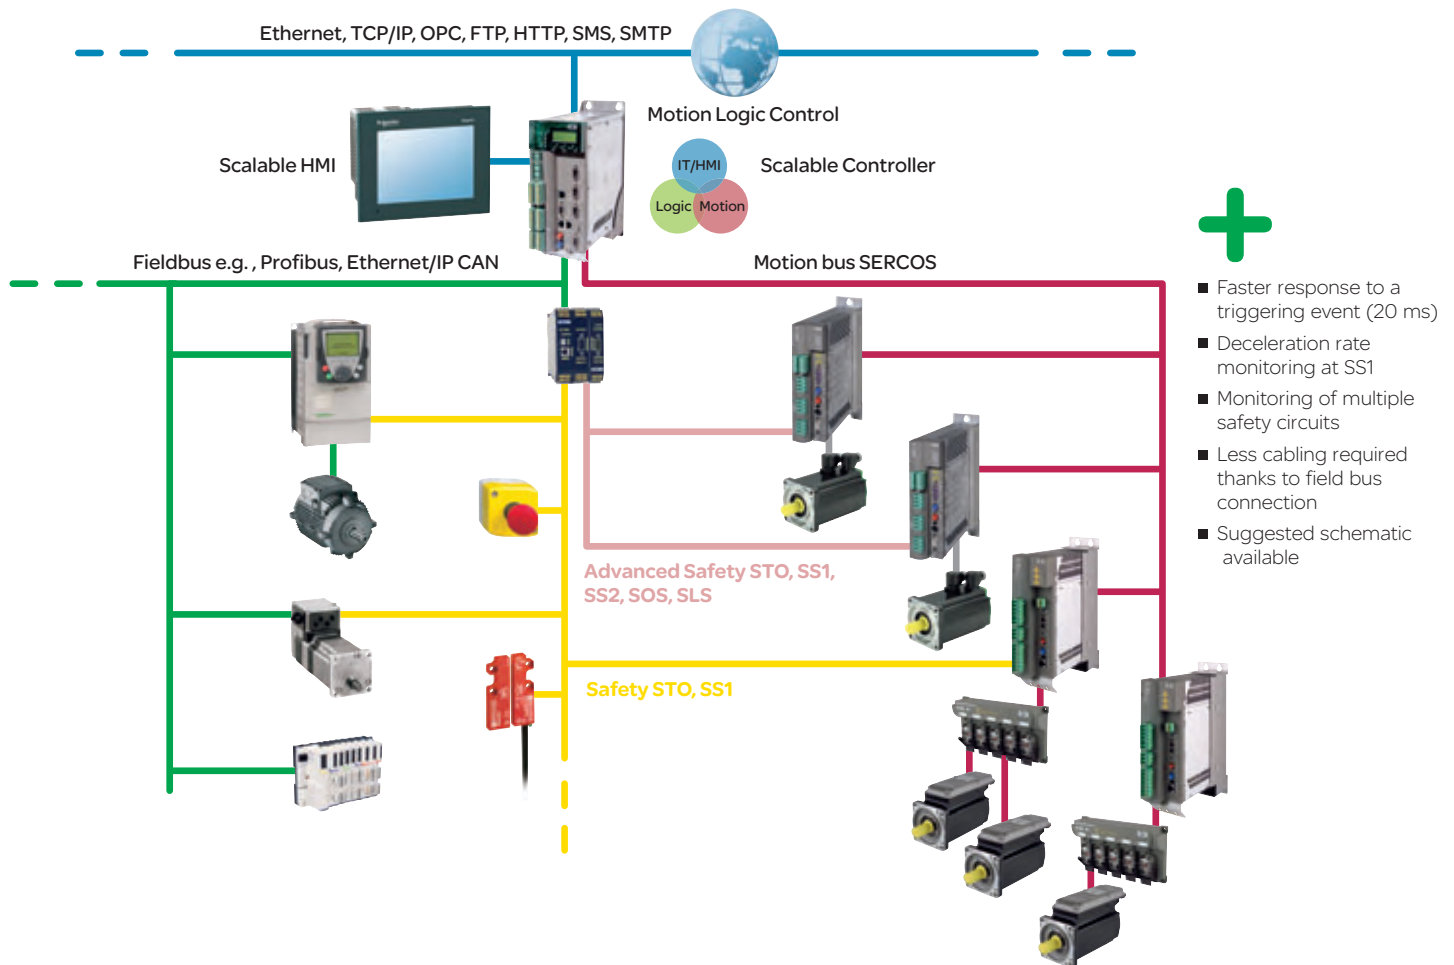 Ethernet, TCP/IP, OPC, FTP, HTTP, SMS, SMTP
Motion Logic Control
Scalable HMI
IT/HMI
Scalable Controller
Logic
Motion
Fieldbus e.g., Profibus, Ethernet/IP CAN
Motion bus SERCOS
Advanced Safety STO, SS1,
SS2, SOS, SLS
Safety STO, SS1
■ Faster response to a
triggering event (20 ms)
■ Deceleration rate
monitoring at SS1
■ Monitoring of multiple
safety circuits
■ Less cabling required
thanks to field bus
connection
■ Suggested schematic
available